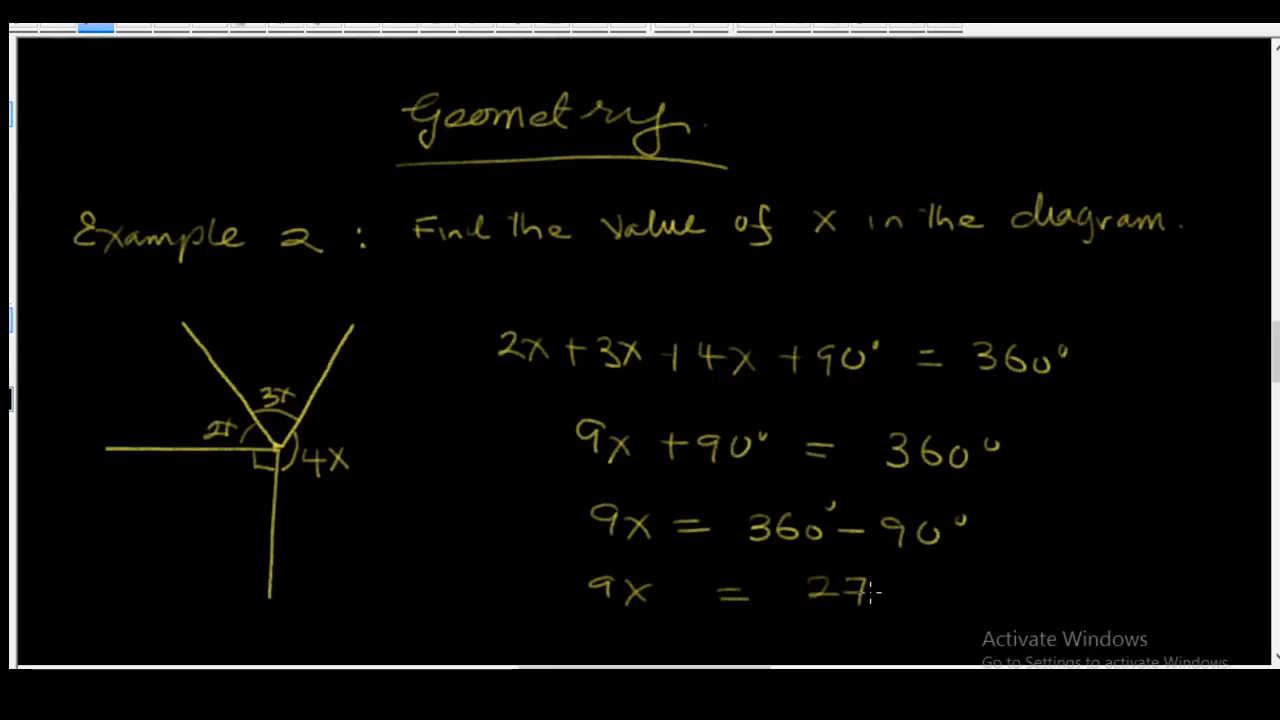 Geometry.
Example 2 : Find the value of x in the diagram.
3x
2x
4x
2x + 3x + 4x + 90° = 360°
9x + 90° = 360°
9x = 360° - 90°
9x = 27
Activate Windows
Go to Settings to activate Windows.